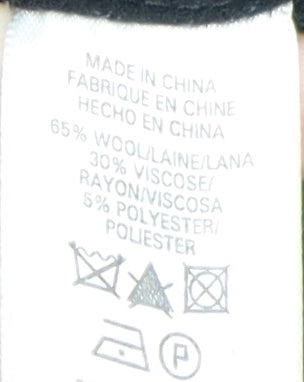 MADE IN CHINA
FABRIQUE EN CHINE
HECHO EN CHINA
65% WOOL/LAINE/LANA
30% VISCOSE/
RAYON/VISCOSA
5% POLYESTER/
POLIESTER
P